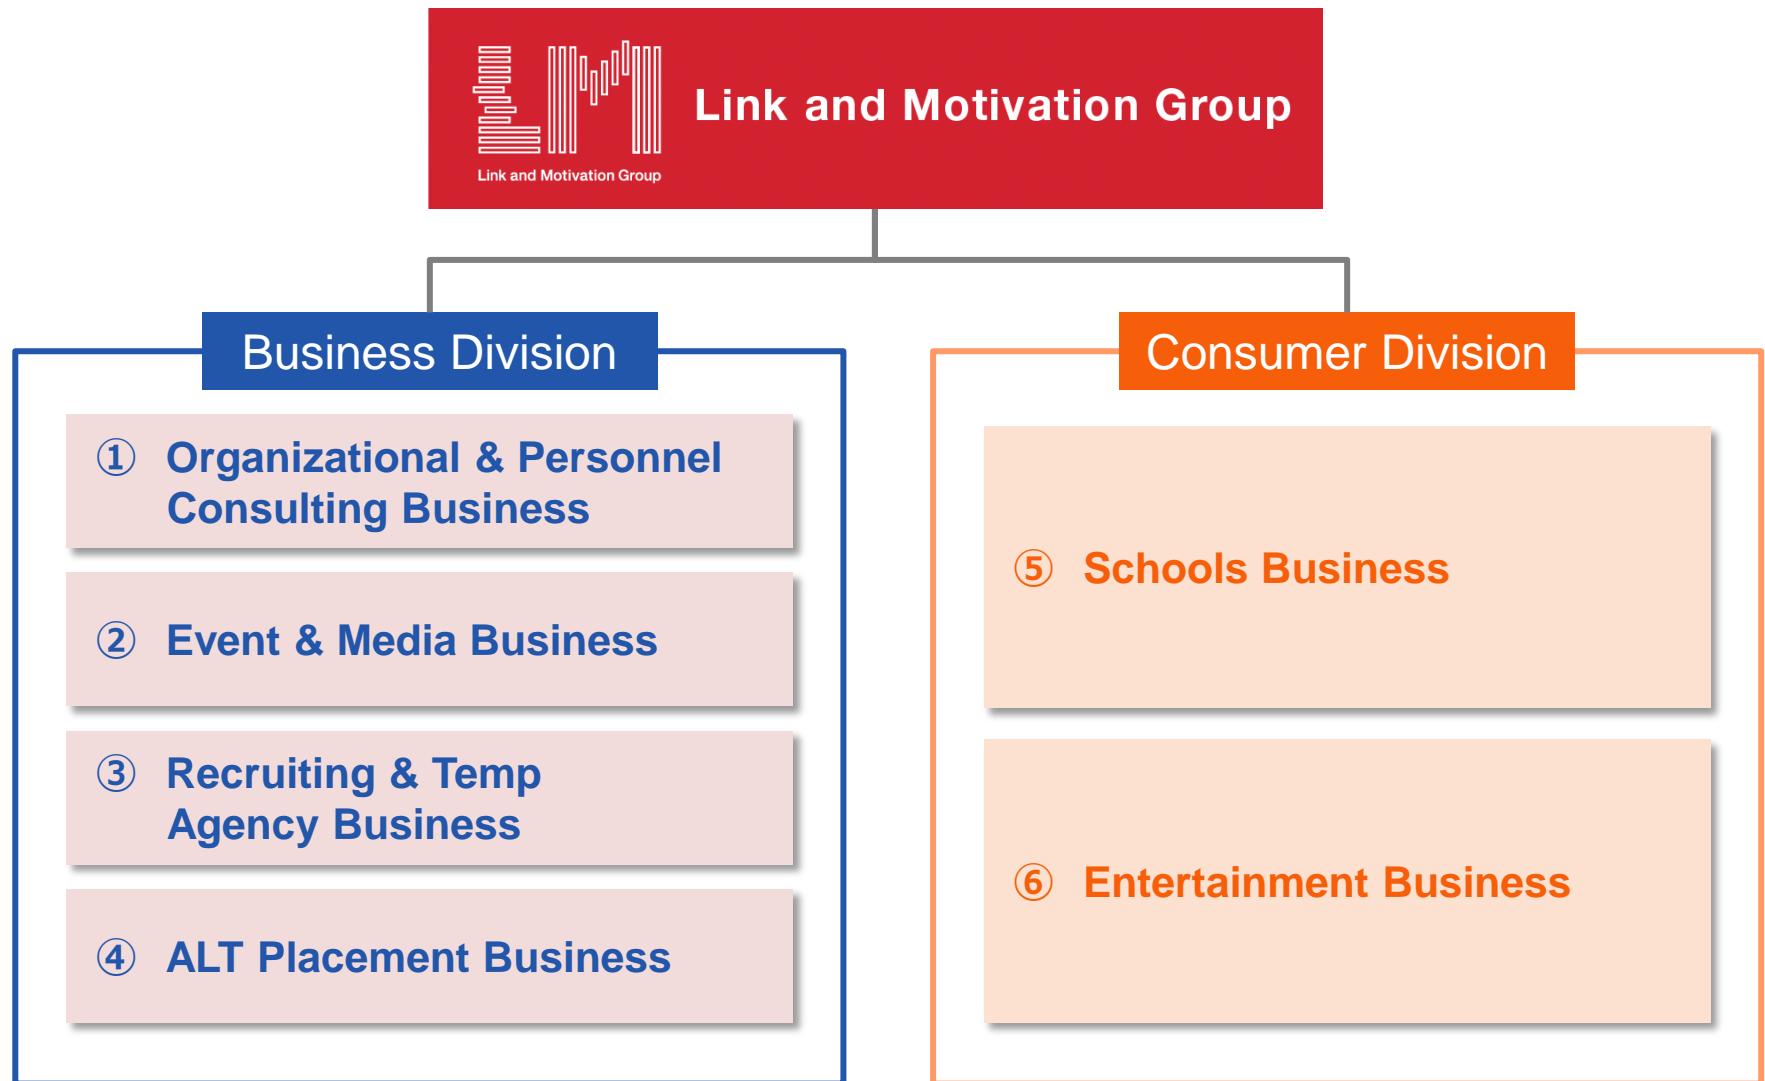 LM
Link and Motivation Group
Link and Motivation Group
Business Division
① Organizational & Personnel
Consulting Business
② Event & Media Business
③ Recruiting & Temp
Agency Business
④ ALT Placement Business
Consumer Division
⑤ Schools Business
⑥ Entertainment Business